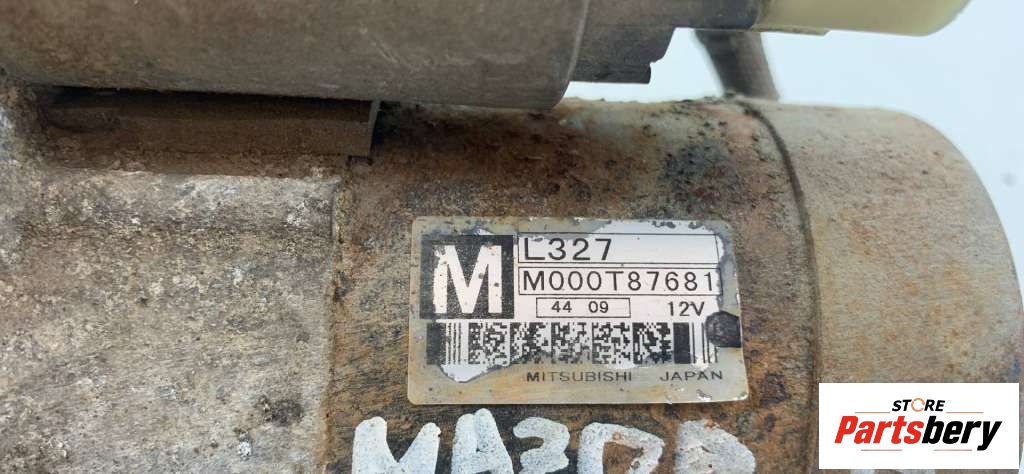 M
L327
M000T87681
44 09
12V
MITSUBISHI JAPAN
MAZDA
STORE
Partsbery